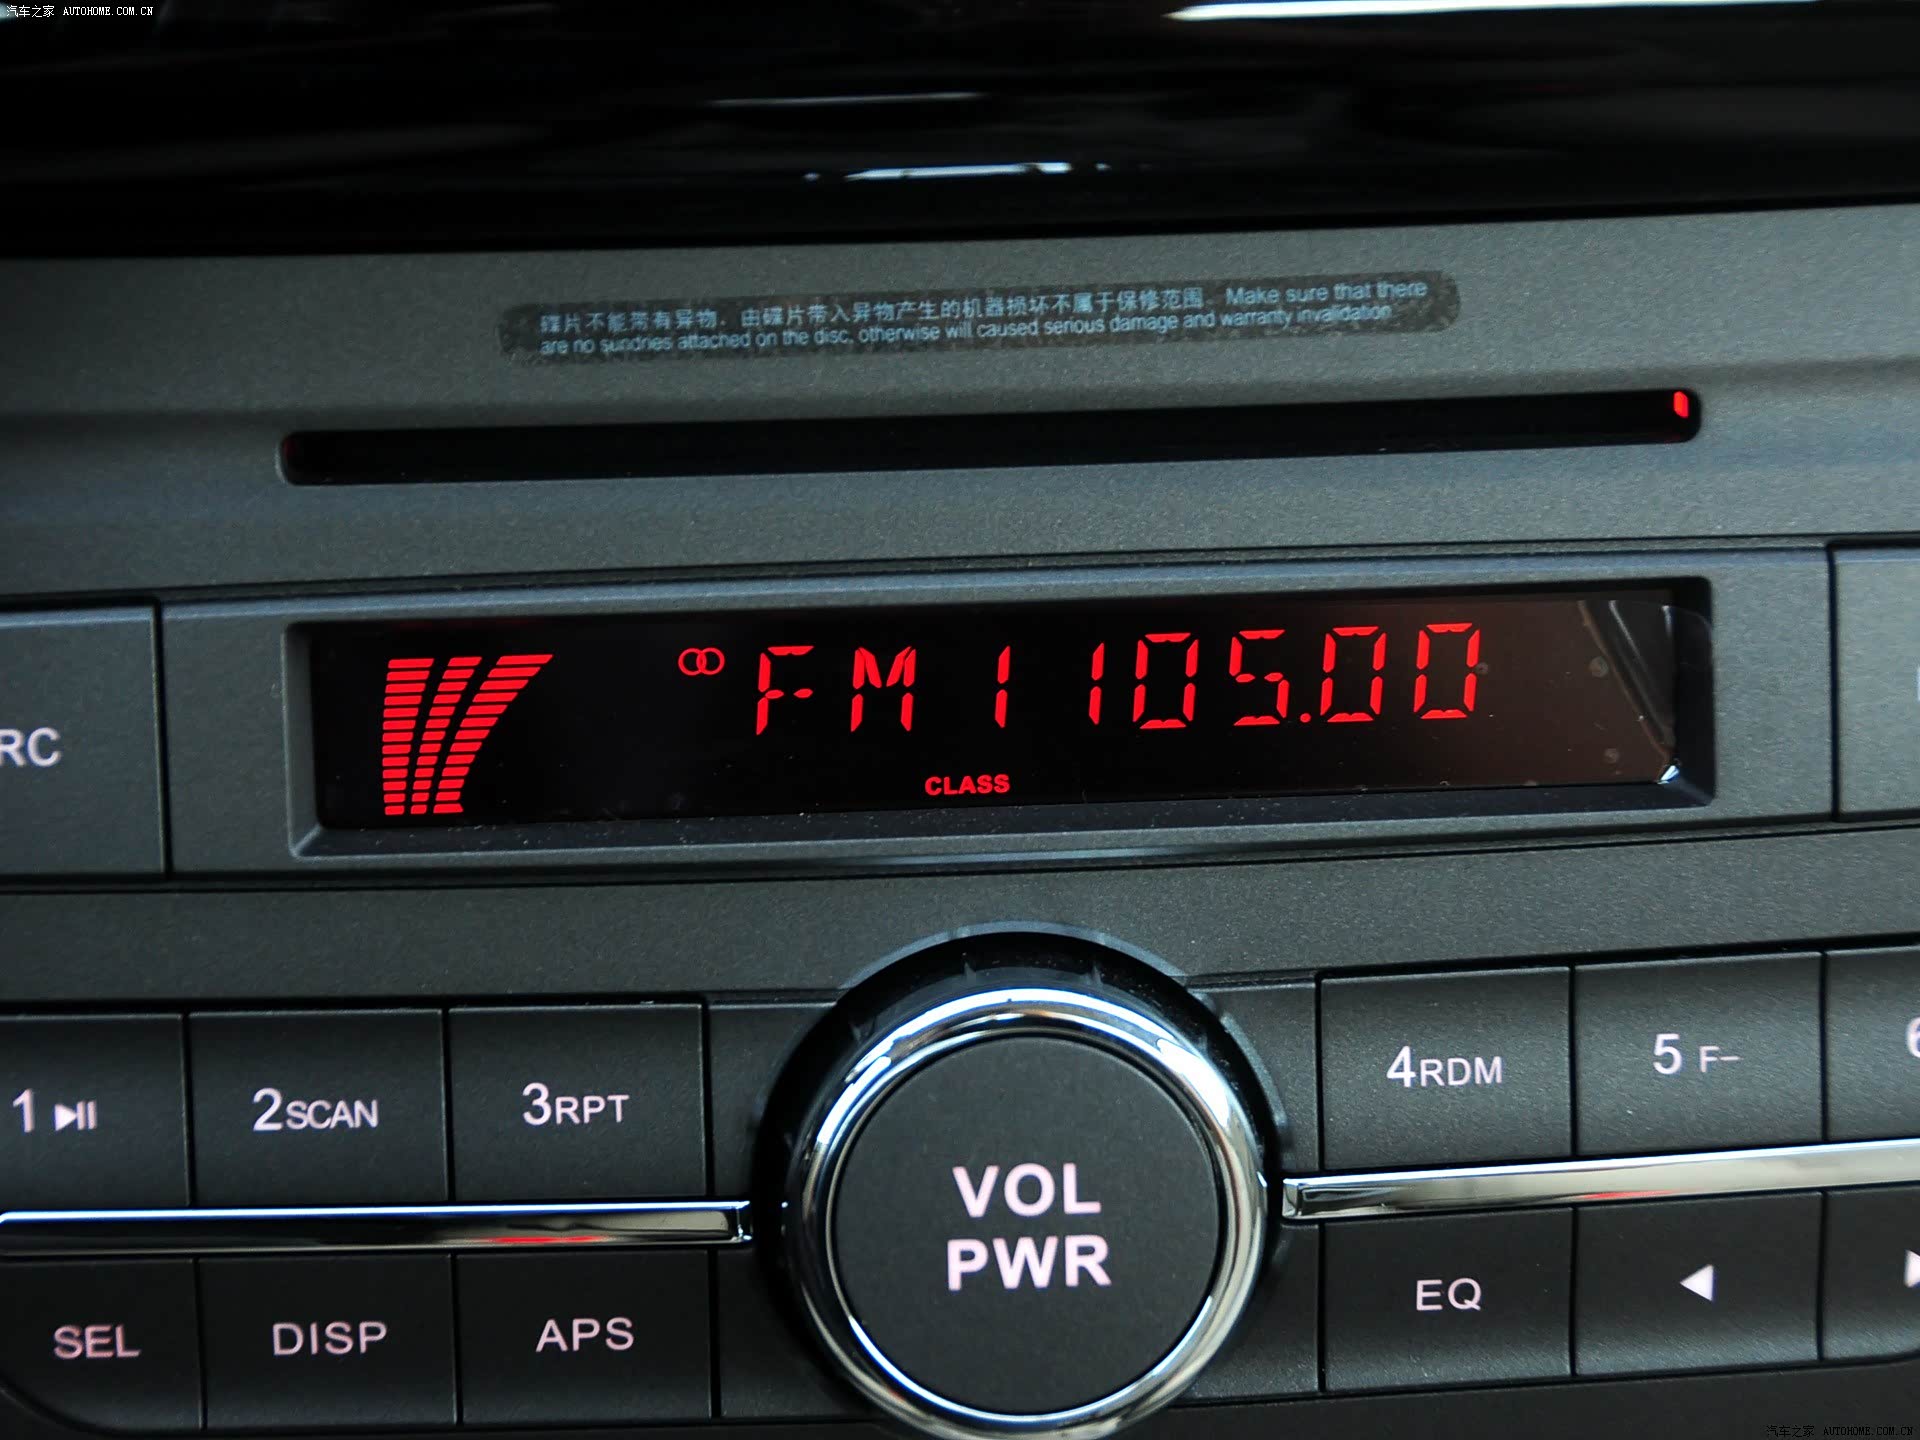 汽车之家 AUTOHOME.COM.CN
碟片不能带有异物．由碟片带入异物产生的机器损坏不属于保修范围。Make sure that there
are no sundries attached on the disc, otherwise will caused serious damage and warranty invalidation
RC
FM1 105.00
CLASS
1
2SCAN
3RPT
4RDM
5 F-
6
VOL
PWR
SEL
DISP
APS
EQ
汽车之家 AUTOHOME.COM.CN